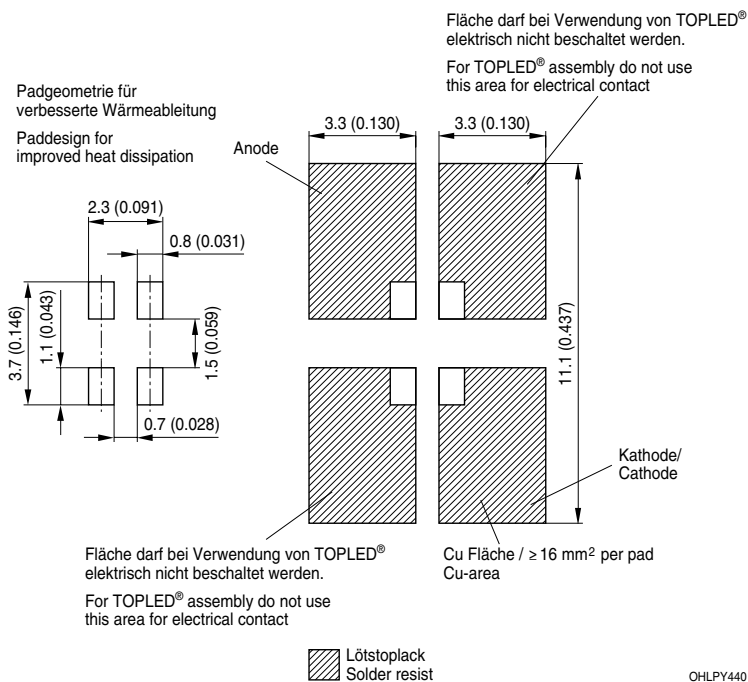 Fläche darf bei Verwendung von TOPLED®
elektrisch nicht beschaltet werden.
For TOPLED® assembly do not use
this area for electrical contact
Padgeometrie für
verbesserte Wärmeableitung
Paddesign for
improved heat dissipation
3.3 (0.130)
3.3 (0.130)
Anode
2.3 (0.091)
0.8 (0.031)
3.7 (0.146)
1.1 (0.043)
1.5 (0.059)
11.1 (0.437)
0.7 (0.028)
Kathode/
Cathode
Fläche darf bei Verwendung von TOPLED®
elektrisch nicht beschaltet werden.
For TOPLED® assembly do not use
this area for electrical contact
Cu Fläche / ≥ 16 mm² per pad
Cu-area
Lötstoplack
Solder resist
OHLPY440